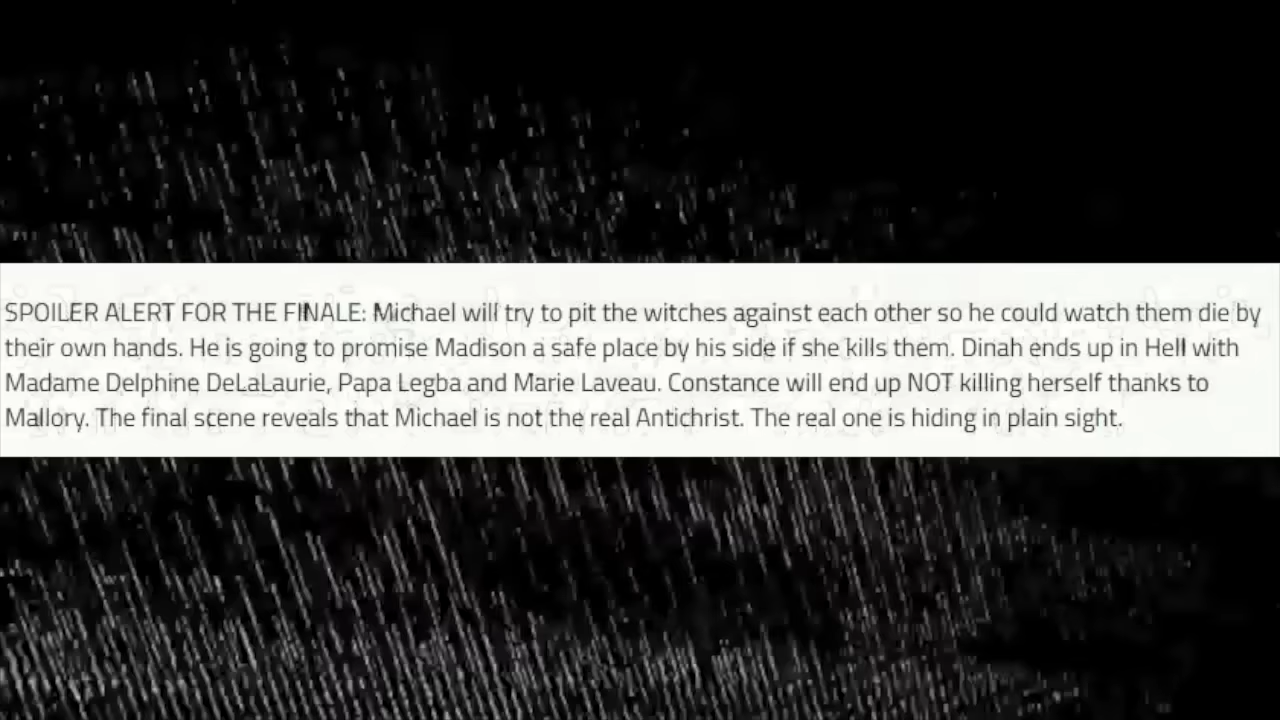 SPOILER ALERT FOR THE FINALE: Michael will try to pit the witches against each other so he could watch them die by
their own hands. He is going to promise Madison a safe place by his side if she kills them. Dinah ends up in Hell with
Madame Delphine DeLaLaurie, Papa Legba and Marie Laveau. Constance will end up NOT killing herself thanks to
Mallory. The final scene reveals that Michael is not the real Antichrist. The real one is hiding in plain sight.